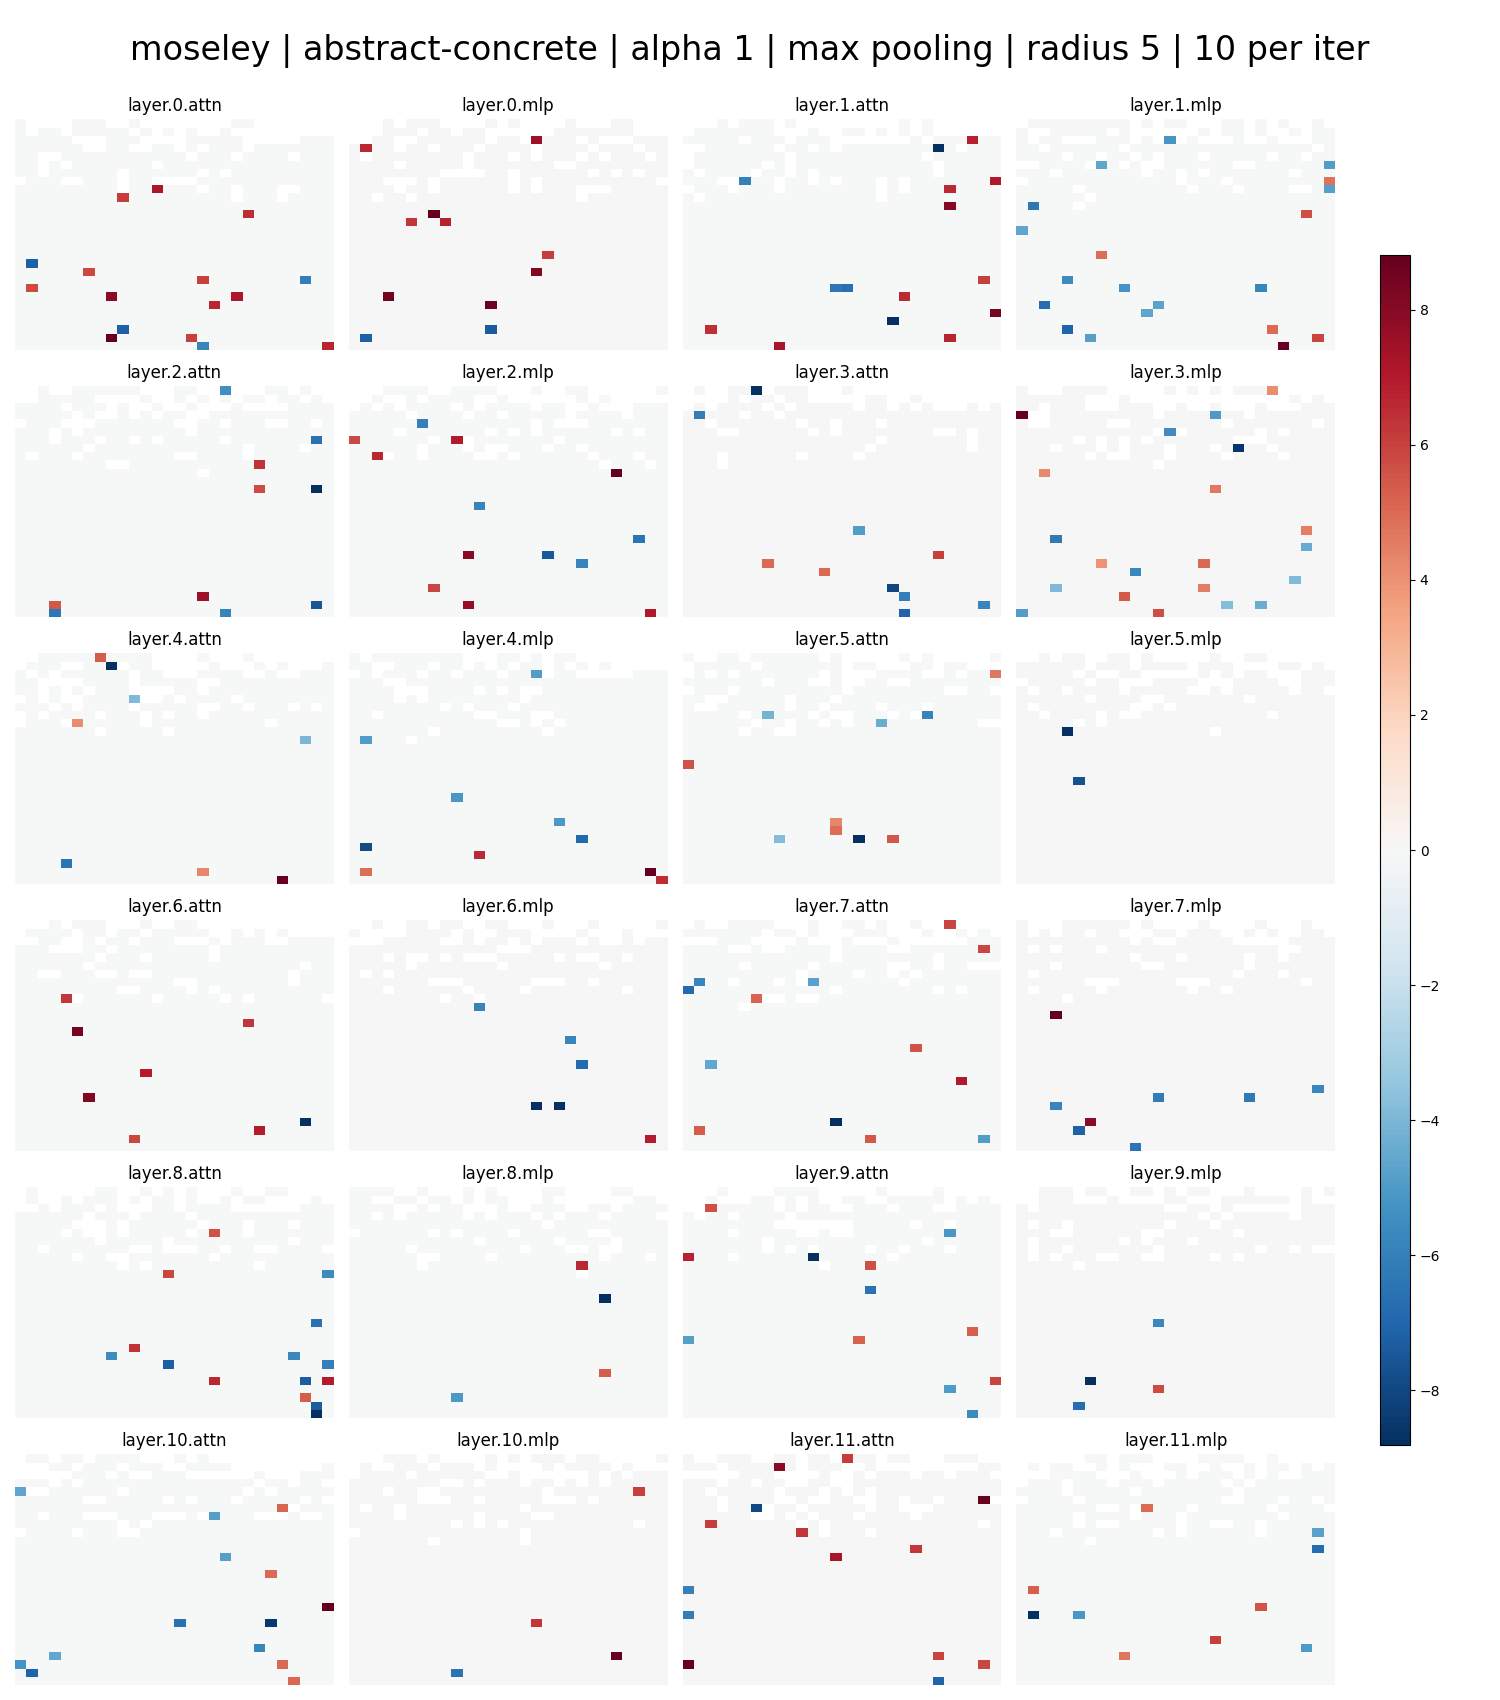 moseley | abstract-concrete | alpha 1 | max pooling | radius 5 | 10 per iter
layer.0.attn
layer.0.mlp
layer.1.attn
layer.1.mlp
layer.2.attn
layer.2.mlp
layer.3.attn
layer.3.mlp
layer.4.attn
layer.4.mlp
layer.5.attn
layer.5.mlp
layer.6.attn
layer.6.mlp
layer.7.attn
layer.7.mlp
layer.8.attn
layer.8.mlp
layer.9.attn
layer.9.mlp
layer.10.attn
layer.10.mlp
layer.11.attn
layer.11.mlp
8
6
4
2
0
−2
−4
−6
−8